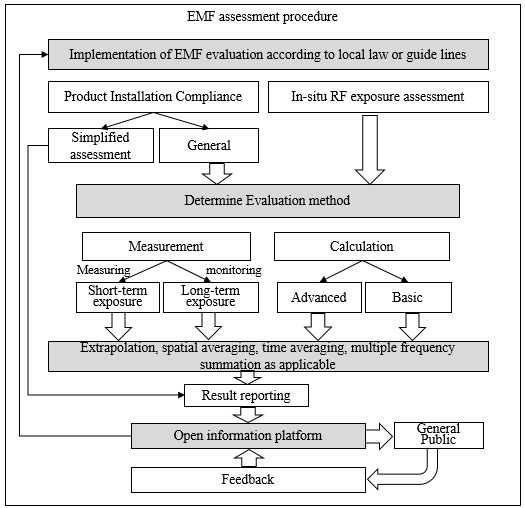 EMF assessment procedure
Implementation of EMF evaluation according to local law or guide lines
Product Installation Compliance
In-situ RF exposure assessment
Simplified
assessment
General
Determine Evaluation method
Measurement
Calculation
Measuring
monitoring
Short-term
exposure
Long-term
exposure
Advanced
Basic
Extrapolation, spatial averaging, time averaging, multiple frequency
summation as applicable
Result reporting
Open information platform
General
Public
Feedback